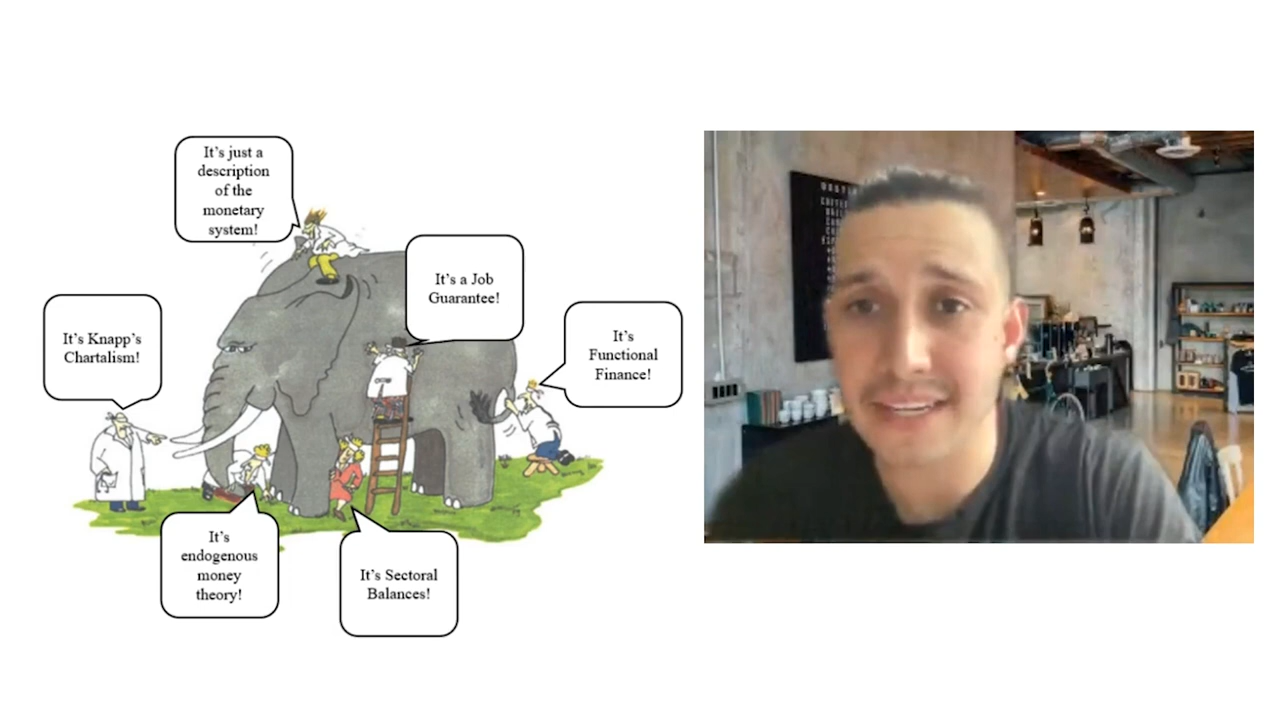 It's just a
description
of the
monetary
system!
It's a Job
Guarantee!
It's Knapp's
Chartalism!
It's
Functional
Finance!
It's
endogenous
money
theory!
It's Sectoral
Balances!